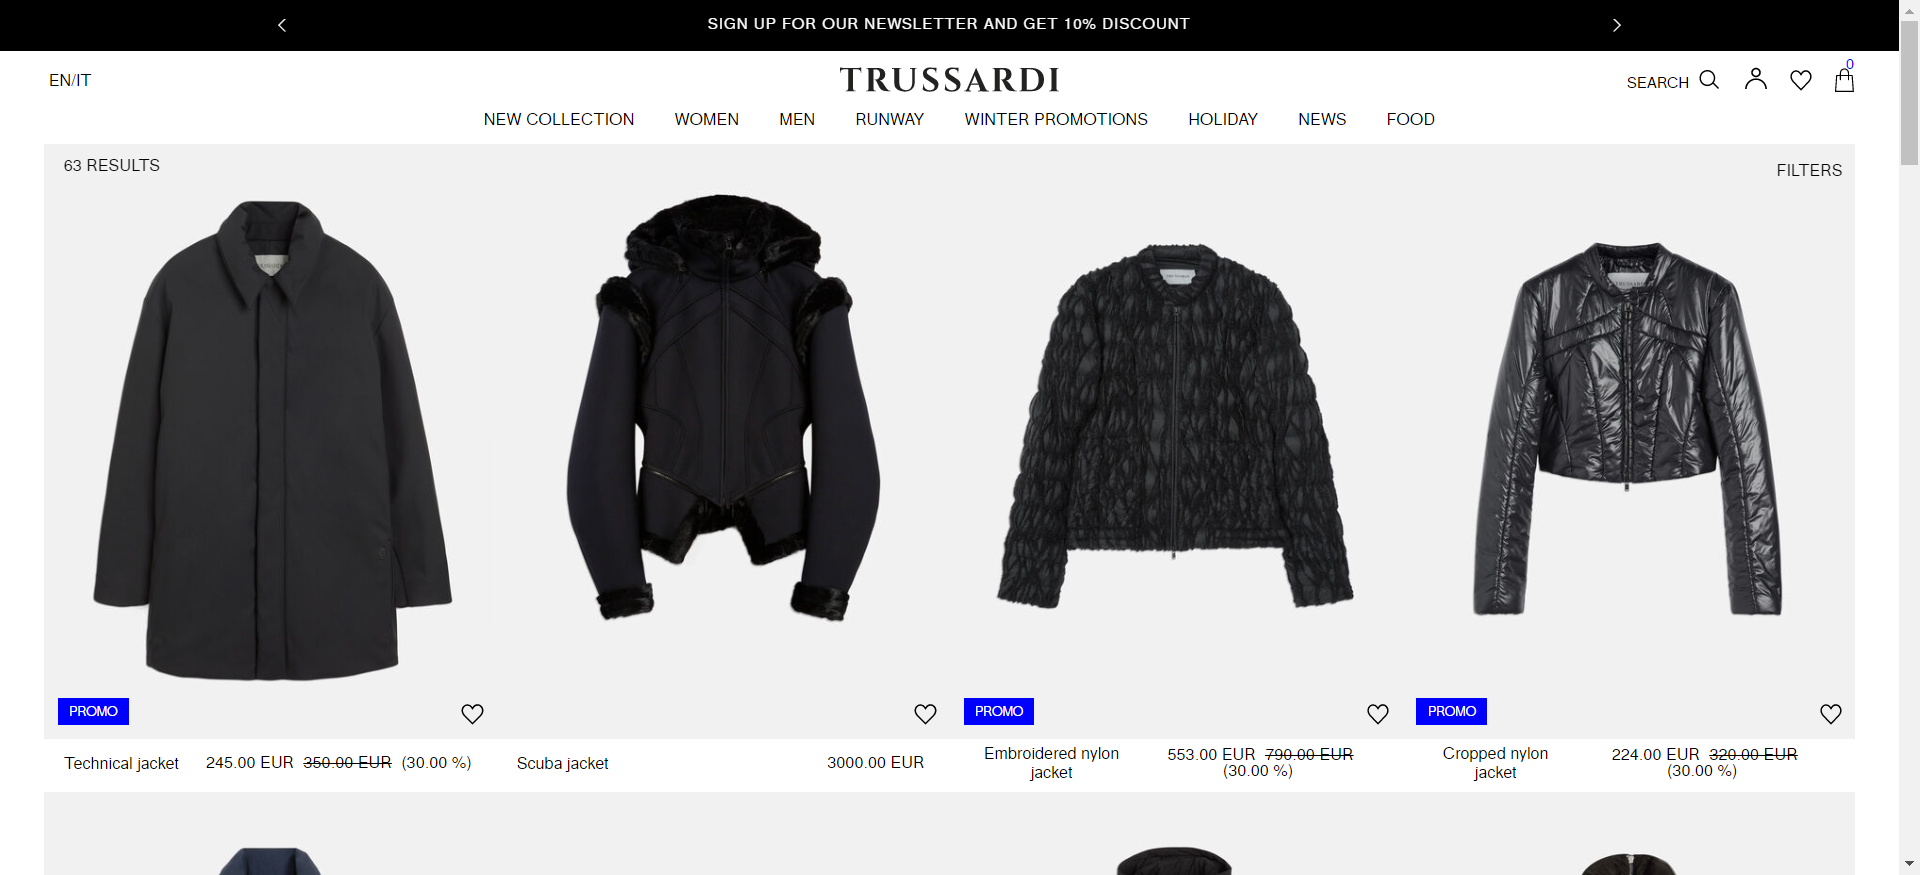 SIGN UP FOR OUR NEWSLETTER AND GET 10% DISCOUNT
EN/IT
TRUSSARDI
SEARCH
0
NEW COLLECTION WOMEN MEN RUNWAY WINTER PROMOTIONS HOLIDAY NEWS FOOD
63 RESULTS
FILTERS
TRUSSARDI
PROMO
PROMO
PROMO
Technical jacket 245.00 EUR 350.00 EUR (30.00 %)
Scuba jacket 3000.00 EUR
Embroidered nylon
jacket
553.00 EUR 790.00 EUR
(30.00 %)
Cropped nylon
jacket
224.00 EUR 320.00 EUR
(30.00 %)